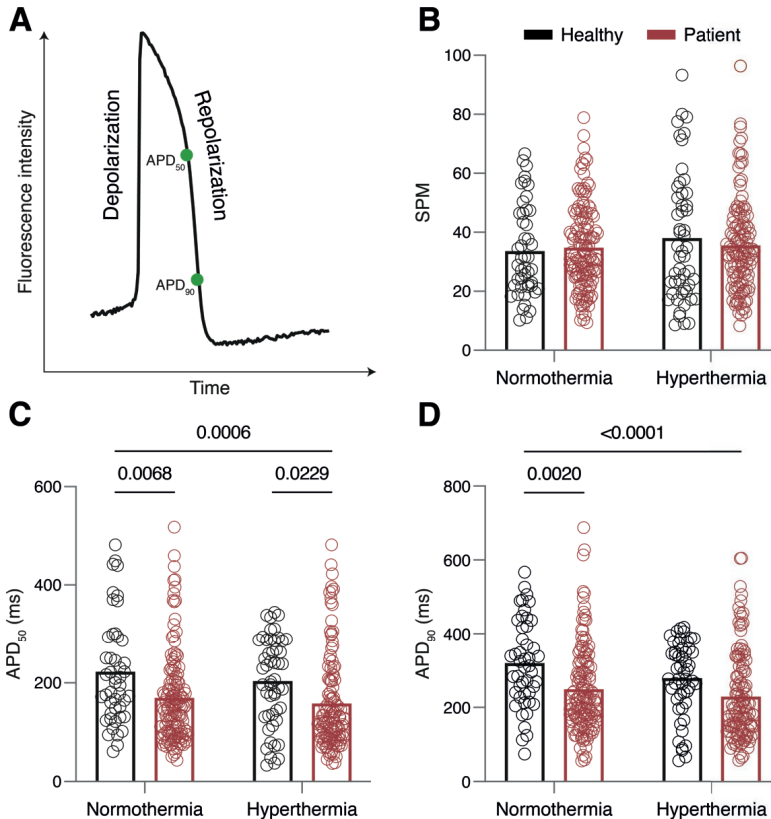 A
Fluorescence intensity
Depolarization
Repolarization
APD50
APD90
Time
B
Healthy
Patient
SPM
100
80
60
40
20
0
Normothermia
Hyperthermia
C
0.0006
0.0068
0.0229
APD50 (ms)
600
400
200
0
Normothermia
Hyperthermia
D
<0.0001
0.0020
APD90 (ms)
800
600
400
200
0
Normothermia
Hyperthermia